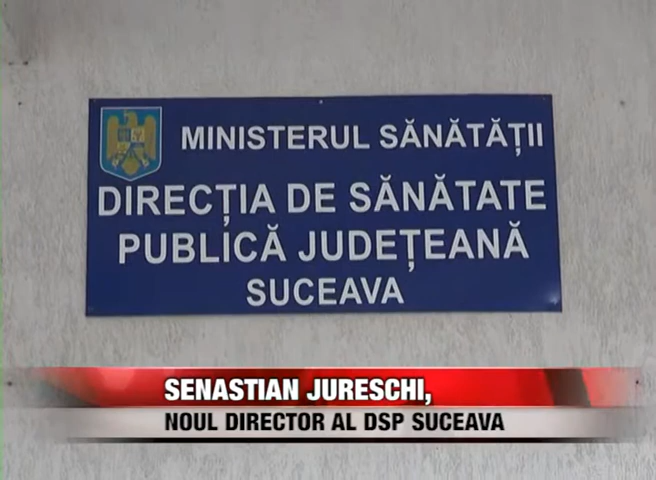 MINISTERUL SĂNĂTĂȚII
DIRECȚIA DE SĂNĂTATE
PUBLICĂ JUDEȚEANĂ
SUCEAVA
SENASTIAN JURESCHI,
NOUL DIRECTOR AL DSP SUCEAVA